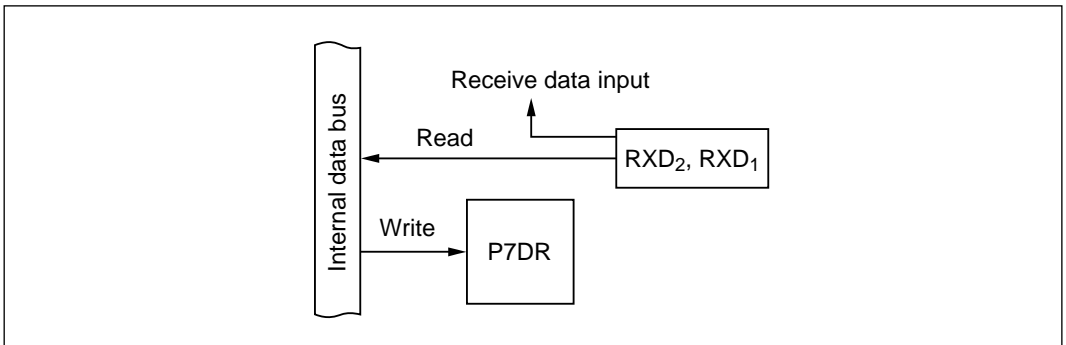 Internal data bus
Receive data input
Read
RXD₂, RXD₁
Write
P7DR